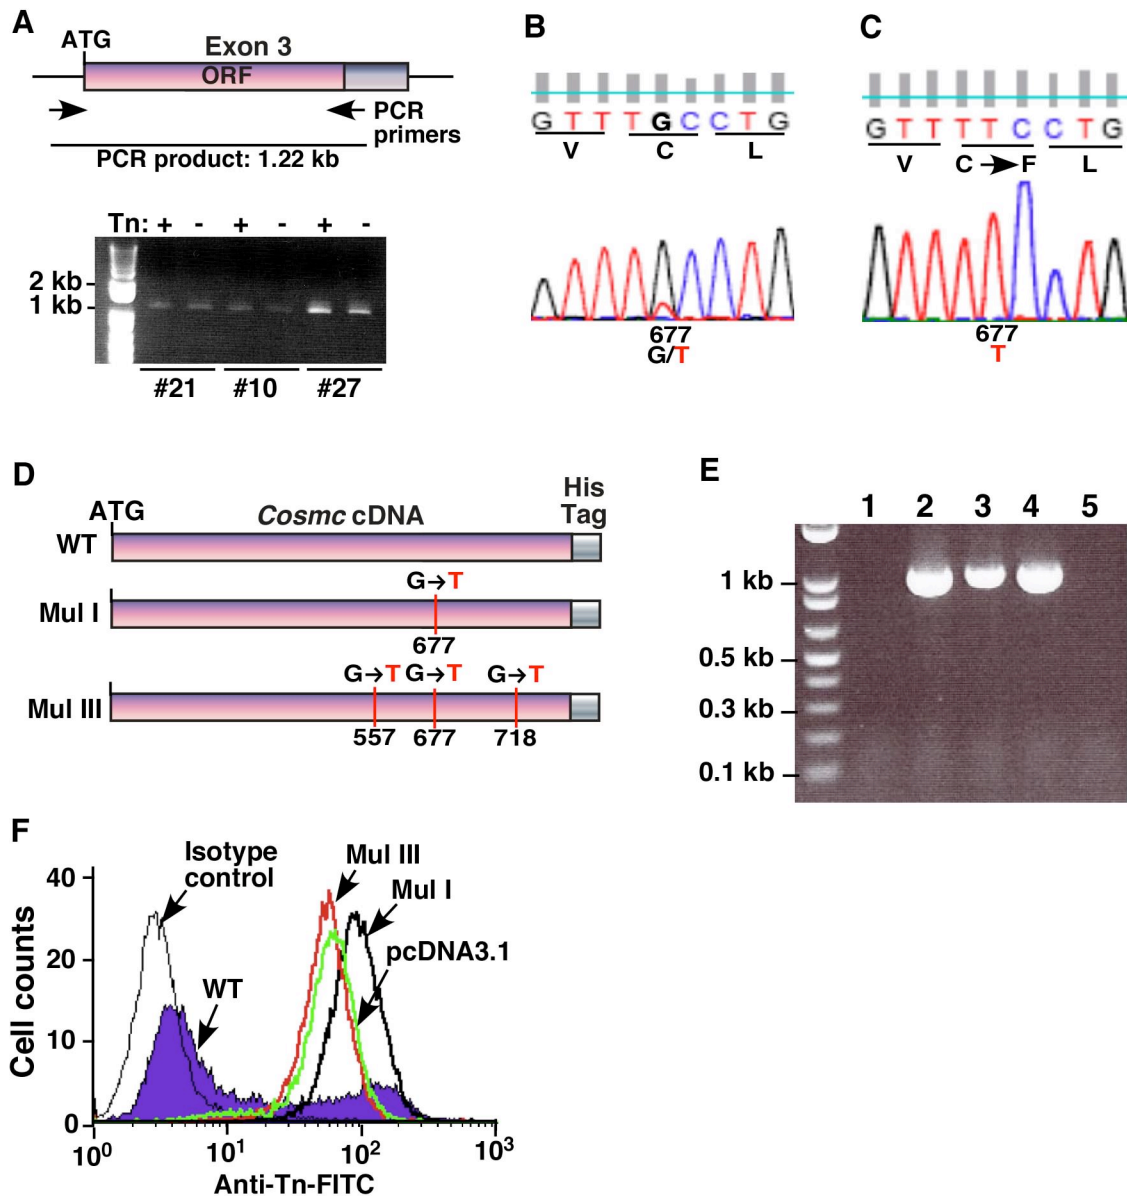 A
ATG
Exon 3
ORF
PCR
primers
PCR product: 1.22 kb
Tn: + - + - + -
2 kb
1 kb
#21 #10 #27
B
G T T T G C C T G
V C L
677
G/T
C
G T T T T C C T G
V C → F L
677
T
D
ATG
Cosmc cDNA
His
Tag
WT
G→T
Mul I
677
G→T G→T G→T
Mul III
557 677 718
E
1 2 3 4 5
1 kb
0.5 kb
0.3 kb
0.1 kb
F
Isotype
control
Mul III
Mul I
pcDNA3.1
WT
Cell counts
40
20
10
0
10⁰ 10¹ 10² 10³
Anti-Tn-FITC